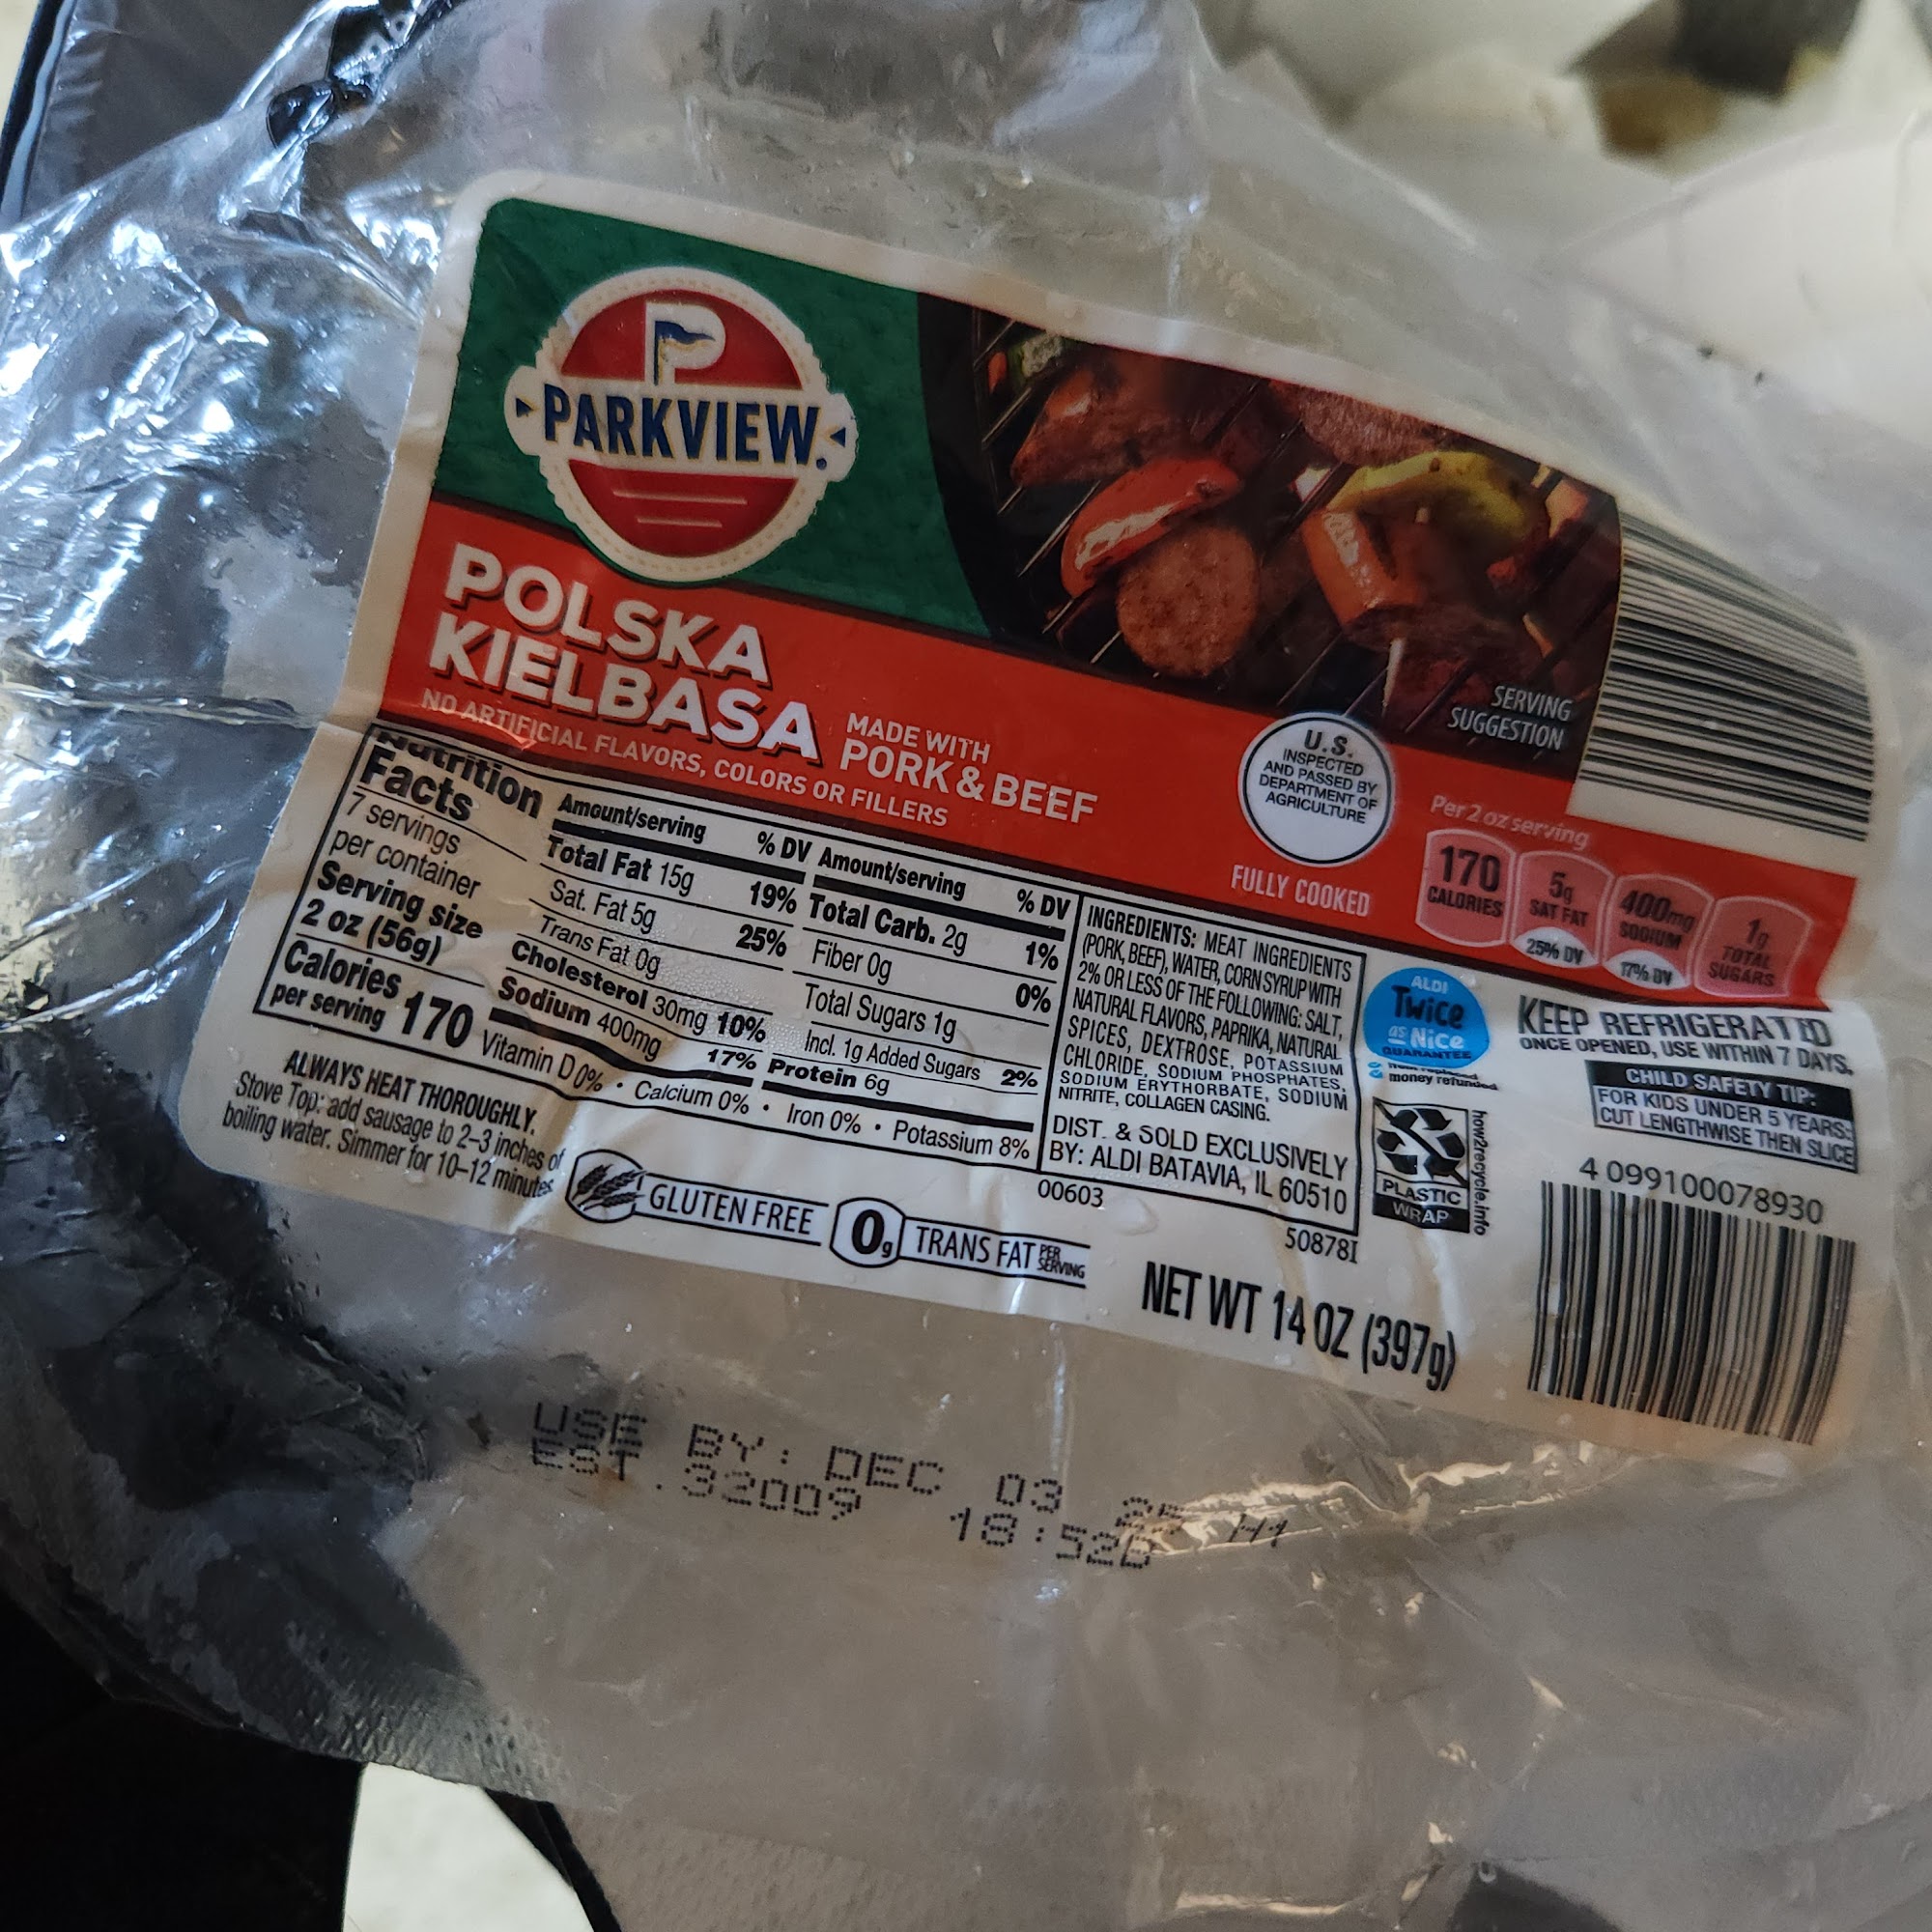 P
PARKVIEW.
POLSKA
KIELBASA
MADE WITH
PORK & BEEF
NO ARTIFICIAL FLAVORS, COLORS OR FILLERS
SERVING
SUGGESTION
U.S.
INSPECTED
AND PASSED BY
DEPARTMENT OF
AGRICULTURE
FULLY COOKED
Per 2 oz serving
170
CALORIES
5g
SAT FAT
25% DV
400mg
SODIUM
17% DV
1g
TOTAL
SUGARS
Nutrition
Facts
7 servings
per container
Serving size
2 oz (56g)
Calories
per serving 170
Amount/serving % DV
Total Fat 15g 19%
Sat. Fat 5g 25%
Trans Fat 0g
Cholesterol 30mg 10%
Sodium 400mg 17%
Amount/serving % DV
Total Carb. 2g 1%
Fiber 0g 0%
Total Sugars 1g
Incl. 1g Added Sugars 2%
Protein 6g
Vitamin D 0% • Calcium 0% • Iron 0% • Potassium 8%
INGREDIENTS: MEAT INGREDIENTS
(PORK, BEEF), WATER, CORN SYRUP WITH
2% OR LESS OF THE FOLLOWING: SALT,
NATURAL FLAVORS, PAPRIKA, NATURAL
SPICES, DEXTROSE, POTASSIUM
CHLORIDE, SODIUM PHOSPHATES,
SODIUM ERYTHORBATE, SODIUM
NITRITE, COLLAGEN CASING.
DIST. & SOLD EXCLUSIVELY
BY: ALDI BATAVIA, IL 60510
00603
50878I
ALDI
Twice
as Nice
GUARANTEE
money refunded
PLASTIC
WRAP
how2recycle.info
KEEP REFRIGERATED
ONCE OPENED, USE WITHIN 7 DAYS.
CHILD SAFETY TIP:
FOR KIDS UNDER 5 YEARS:
CUT LENGTHWISE THEN SLICE
4 099100078930
ALWAYS HEAT THOROUGHLY.
Stove Top: add sausage to 2–3 inches of
boiling water. Simmer for 10–12 minutes
GLUTEN FREE
0g TRANS FAT PER SERVING
NET WT 14 OZ (397g)
USE BY: DEC 03 25
EST.32009 18:52B